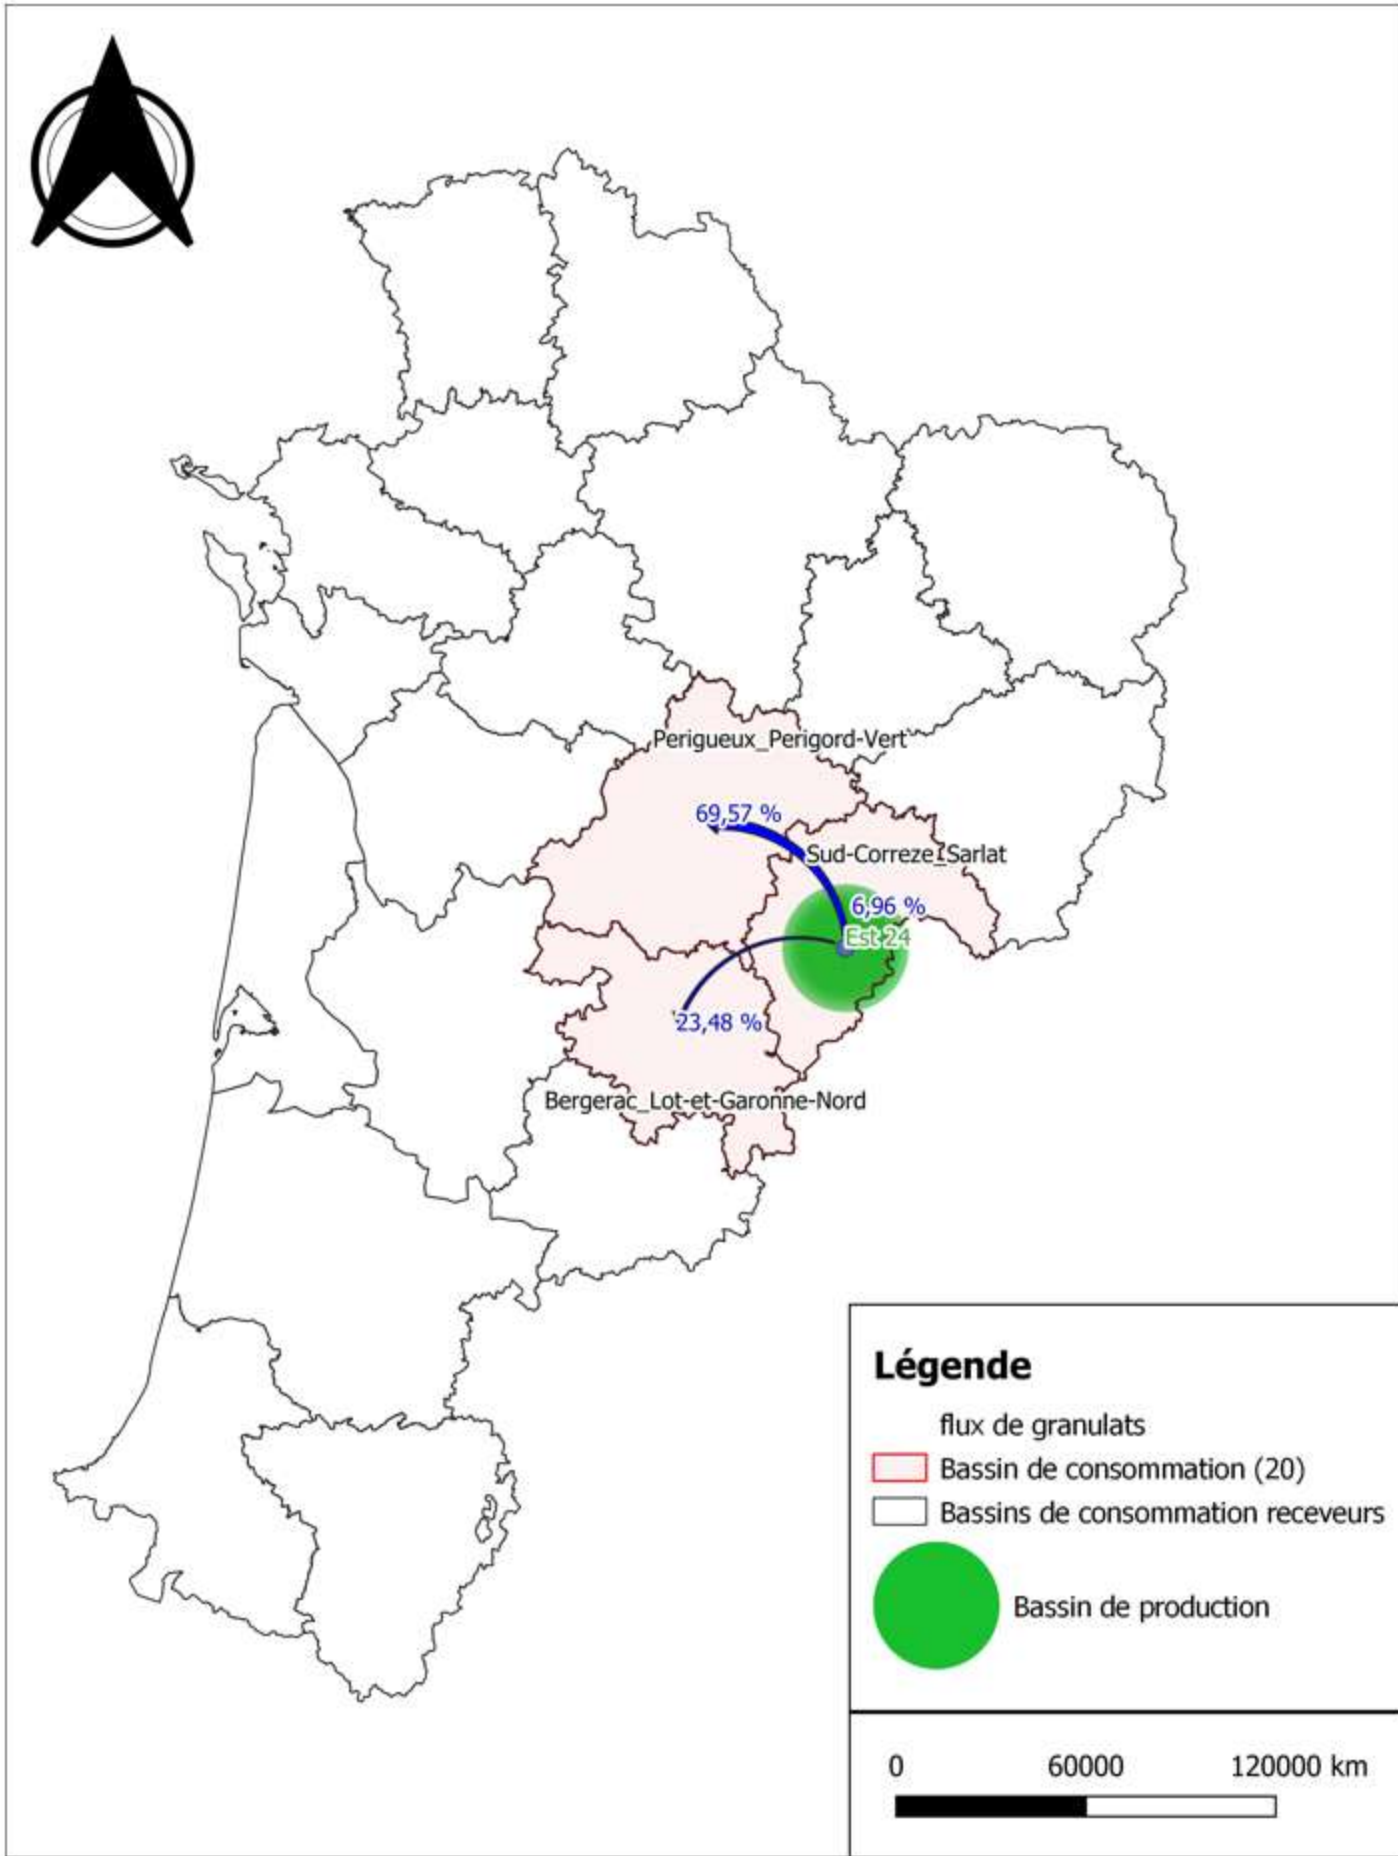 Perigueux_Perigord-Vert
69,57 %
Sud-Correze_Sarlat
6,96 %
Est 24
23,48 %
Bergerac_Lot-et-Garonne-Nord
Légende
flux de granulats
Bassin de consommation (20)
Bassins de consommation receveurs
Bassin de production
0 60000 120000 km